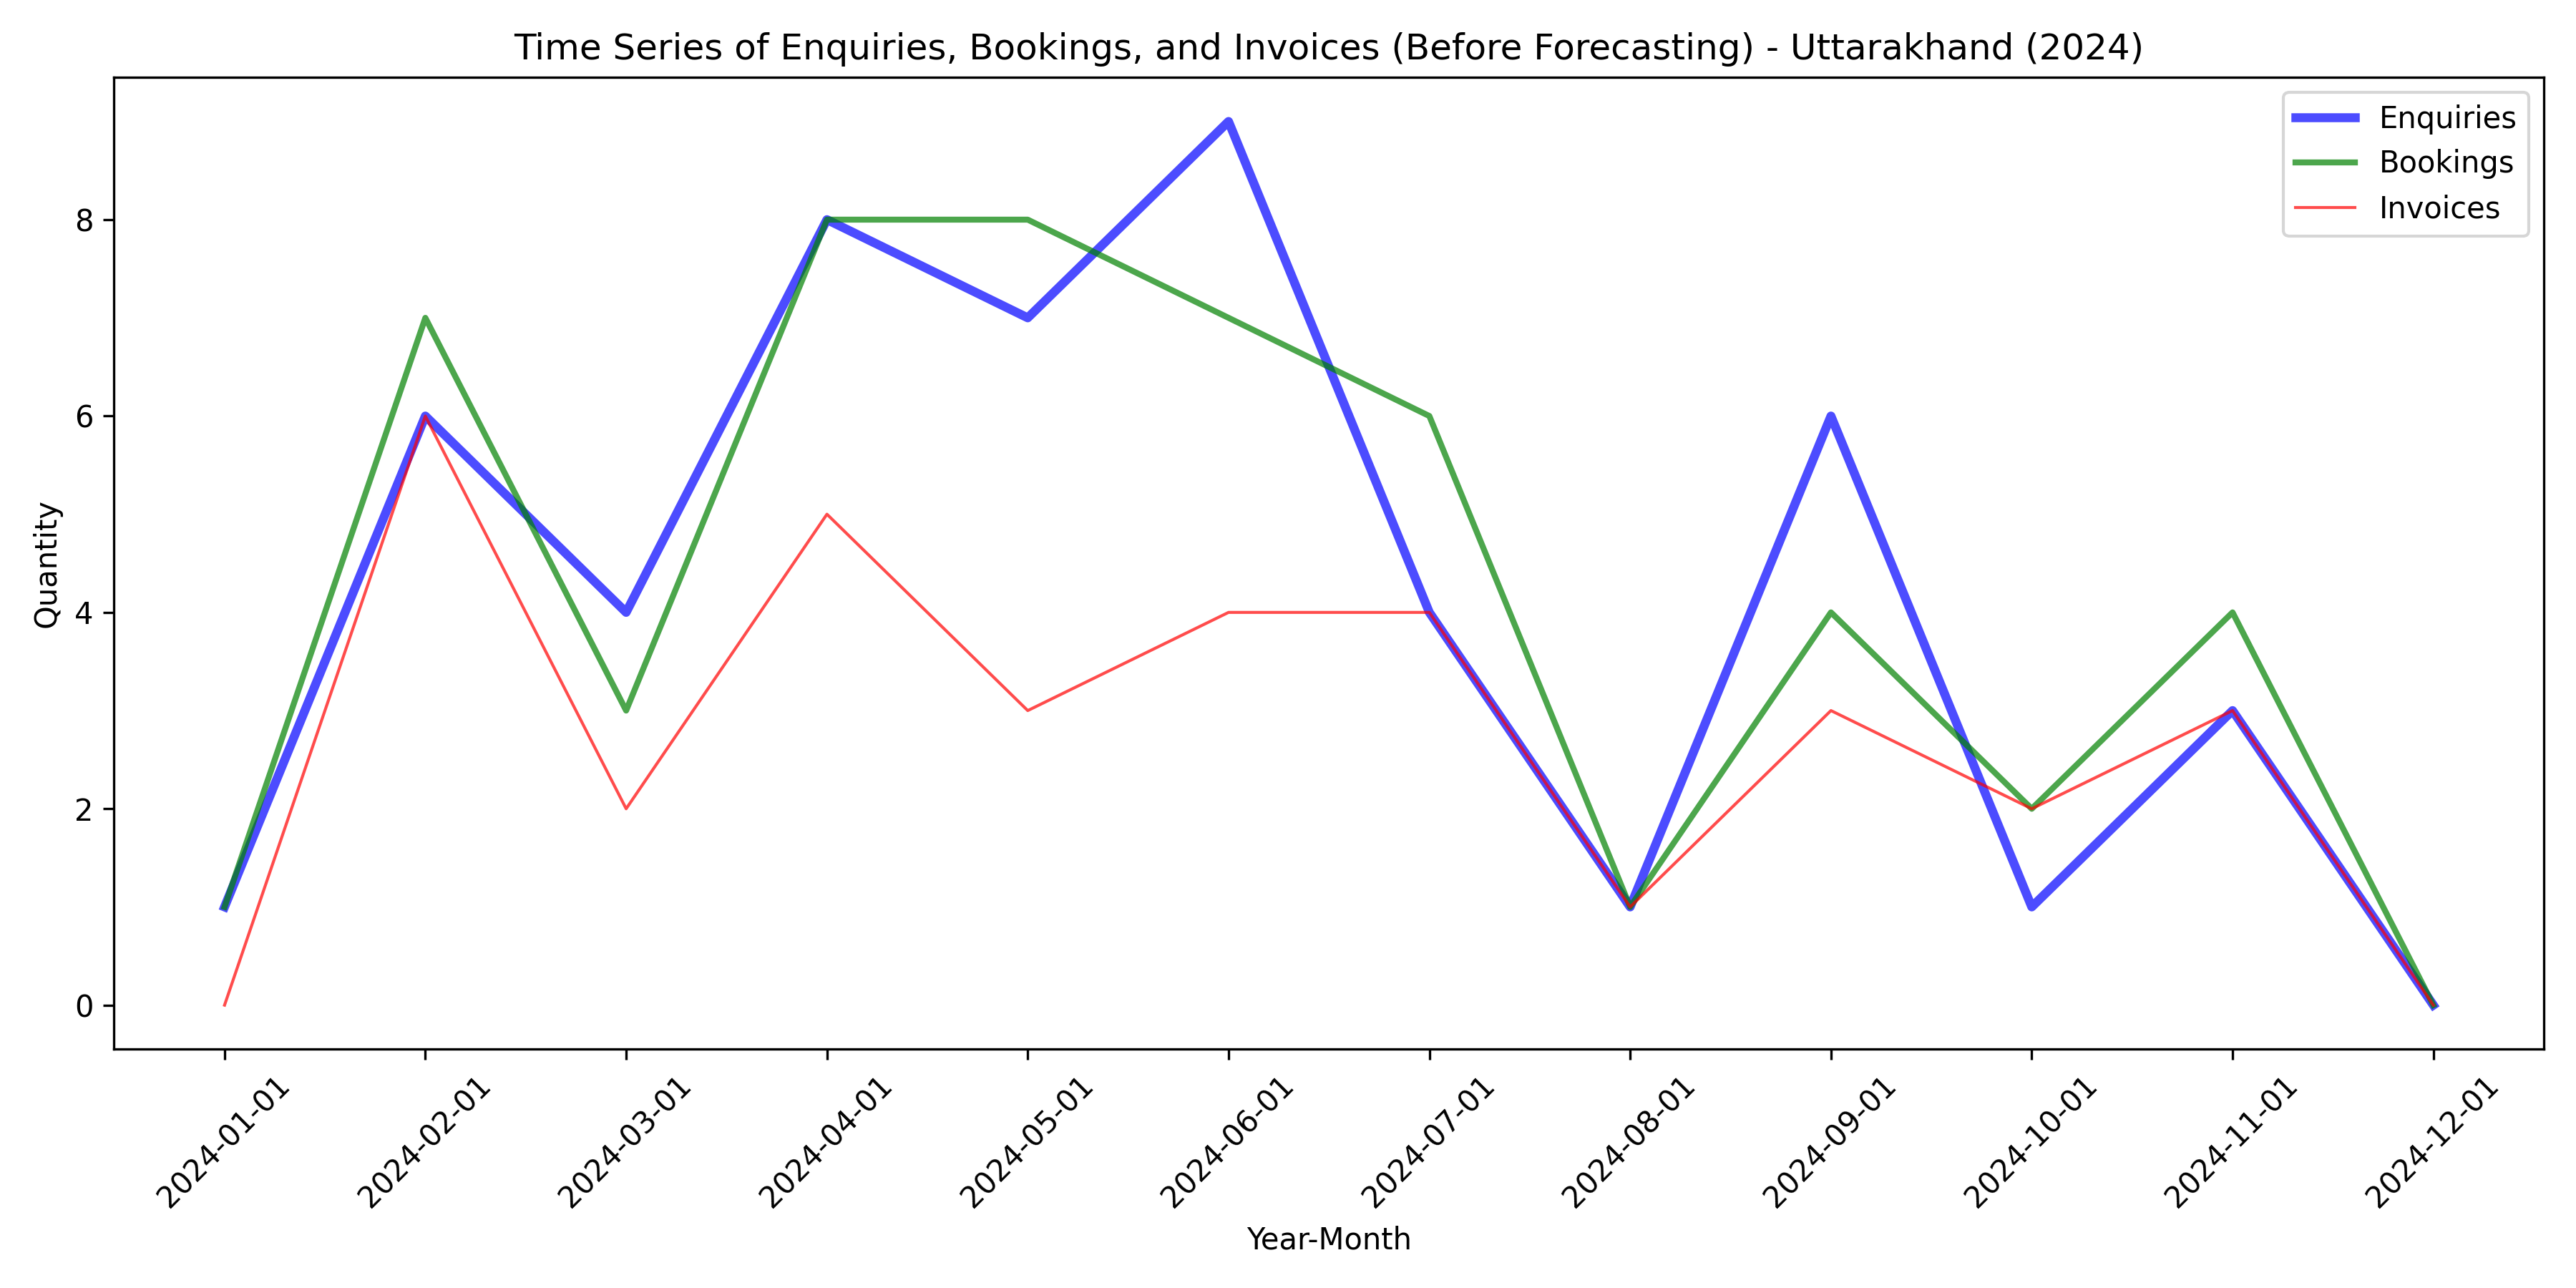 Time Series of Enquiries, Bookings, and Invoices (Before Forecasting) - Uttarakhand (2024)
Enquiries
Bookings
Invoices
Quantity
8
6
4
2
0
2024-01-01
2024-02-01
2024-03-01
2024-04-01
2024-05-01
2024-06-01
2024-07-01
2024-08-01
2024-09-01
2024-10-01
2024-11-01
2024-12-01
Year-Month